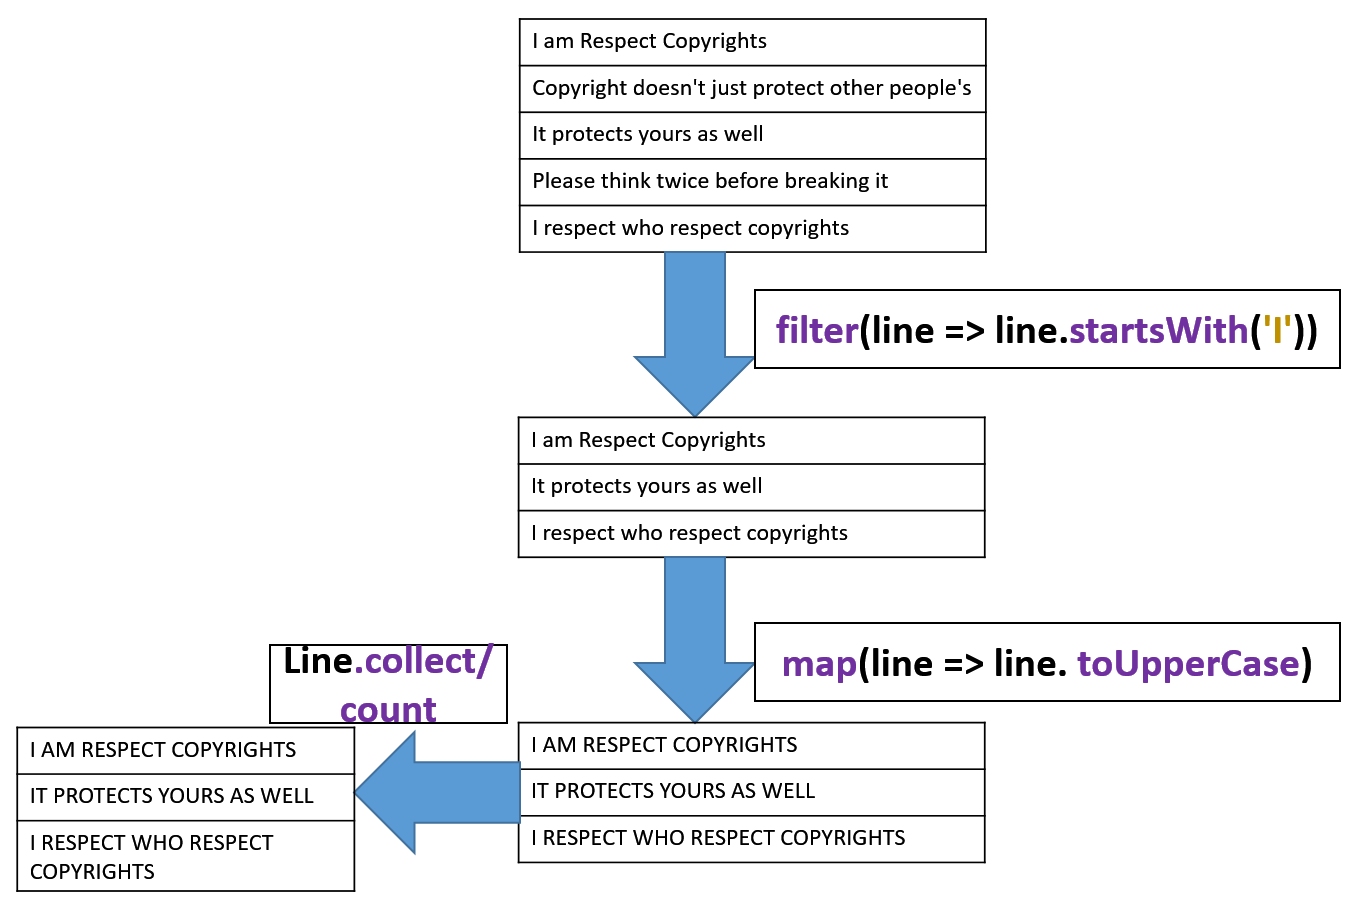 I am Respect Copyrights
Copyright doesn't just protect other people's
It protects yours as well
Please think twice before breaking it
I respect who respect copyrights
filter(line => line.startsWith('I'))
I am Respect Copyrights
It protects yours as well
I respect who respect copyrights
map(line => line. toUpperCase)
Line.collect/
count
I AM RESPECT COPYRIGHTS
IT PROTECTS YOURS AS WELL
I RESPECT WHO RESPECT COPYRIGHTS
I AM RESPECT COPYRIGHTS
IT PROTECTS YOURS AS WELL
I RESPECT WHO RESPECT
COPYRIGHTS